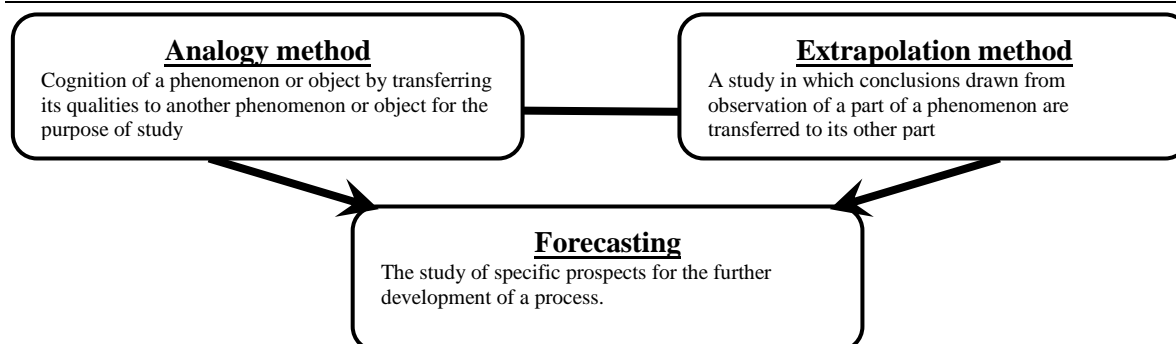 Analogy method
Cognition of a phenomenon or object by transferring
its qualities to another phenomenon or object for the
purpose of study
Extrapolation method
A study in which conclusions drawn from
observation of a part of a phenomenon are
transferred to its other part
Forecasting
The study of specific prospects for the further
development of a process.